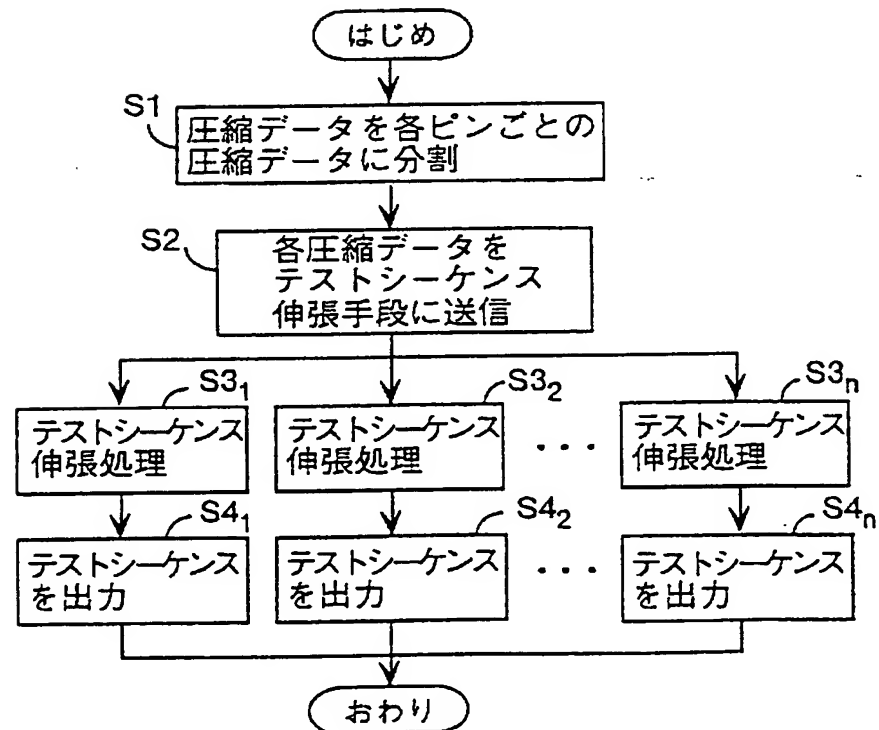 はじめ
S1
圧縮データを各ピンごとの
圧縮データに分割
S2
各圧縮データを
テストシーケンス
伸張手段に送信
S3₁
テストシーケンス
伸張処理
S3₂
テストシーケンス
伸張処理
...
S3ₙ
テストシーケンス
伸張処理
S4₁
テストシーケンス
を出力
S4₂
テストシーケンス
を出力
...
S4ₙ
テストシーケンス
を出力
おわり